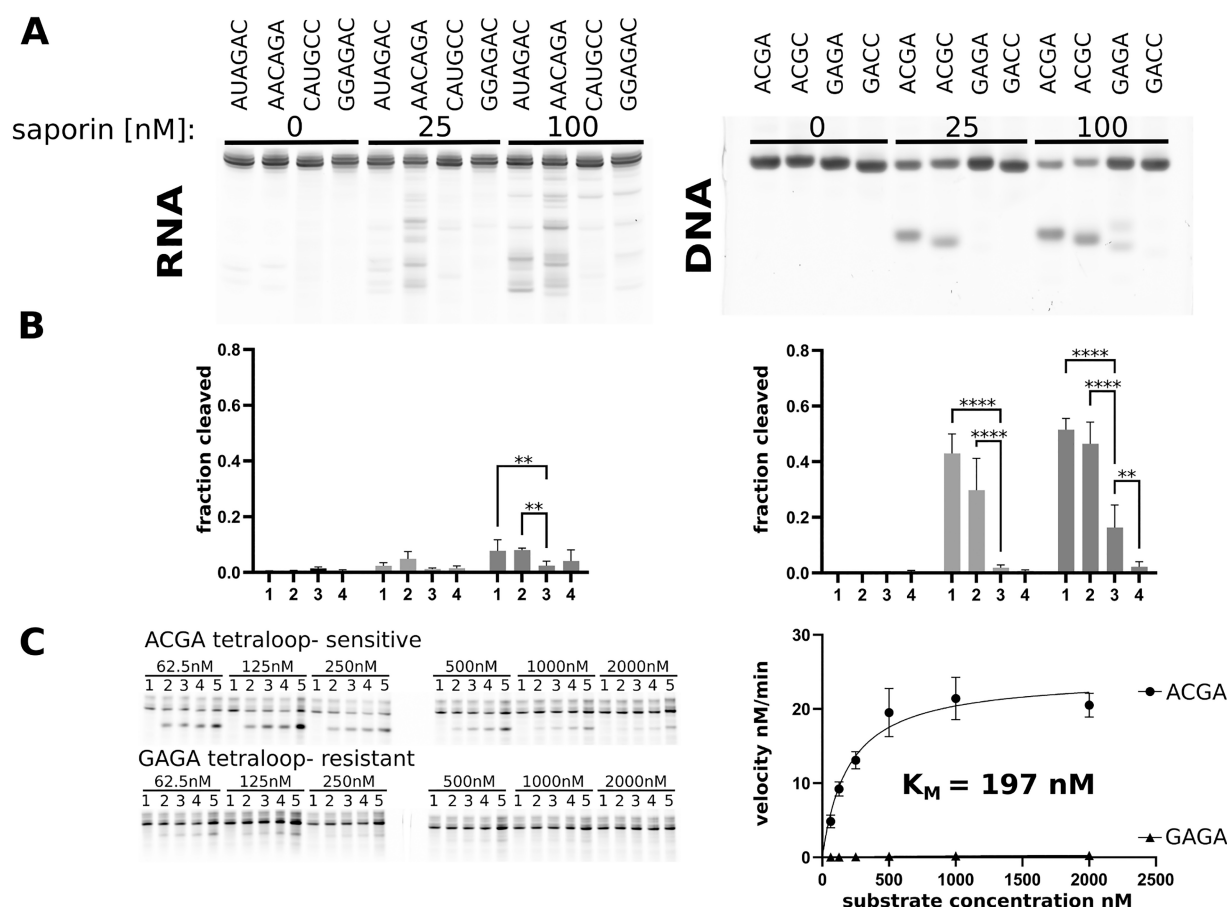 A
AUAGAC AACAGA CAUGCC GGAGAC AUAGAC AACAGA CAUGCC GGAGAC AUAGAC AACAGA CAUGCC GGAGAC
ACGA ACGC GAGA GACC ACGA ACGC GAGA GACC ACGA ACGC GAGA GACC
saporin [nM]: 0 25 100
0 25 100
RNA
DNA
B
fraction cleaved
0.8
0.6
0.4
0.2
0.0
** **
1 2 3 4 1 2 3 4 1 2 3 4
fraction cleaved
0.8
0.6
0.4
0.2
0.0
**** **** **** **** **
1 2 3 4 1 2 3 4 1 2 3 4
C
ACGA tetraloop- sensitive
62.5nM 125nM 250nM 500nM 1000nM 2000nM
1 2 3 4 5 1 2 3 4 5 1 2 3 4 5 1 2 3 4 5 1 2 3 4 5 1 2 3 4 5
GAGA tetraloop- resistant
62.5nM 125nM 250nM 500nM 1000nM 2000nM
1 2 3 4 5 1 2 3 4 5 1 2 3 4 5 1 2 3 4 5 1 2 3 4 5 1 2 3 4 5
velocity nM/min
30
20
10
0
ACGA
KM = 197 nM
GAGA
0 500 1000 1500 2000 2500
substrate concentration nM